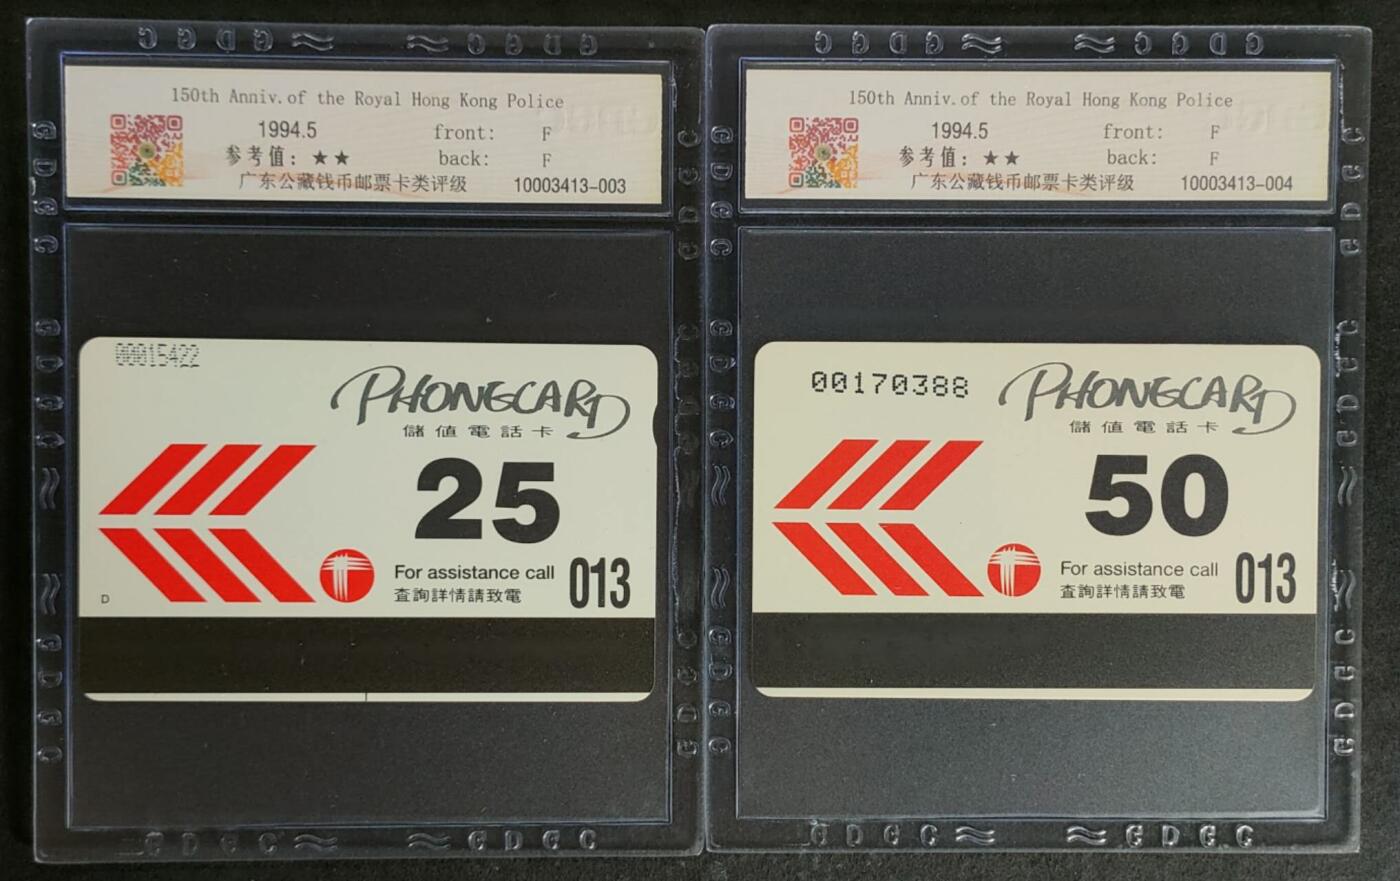 150th Anniv.of the Royal Hong Kong Police
1994.5 front: F
参考值：★★ back: F
广东公藏钱币邮票卡类评级 10003413-003
00015422
PHONECARD
儲值電話卡
25
For assistance call
查詢詳情請致電
013
D
150th Anniv.of the Royal Hong Kong Police
1994.5 front: F
参考值：★★ back: F
广东公藏钱币邮票卡类评级 10003413-004
00170388
PHONECARD
儲值電話卡
50
For assistance call
查詢詳情請致電
013
GDGC
GDGC